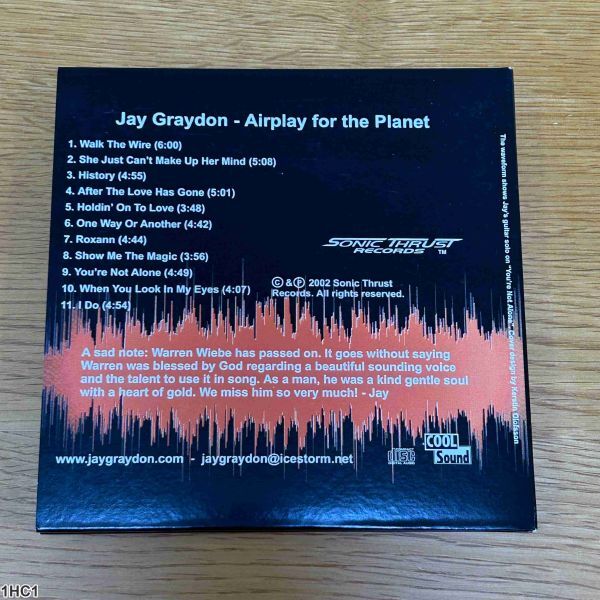 Jay Graydon - Airplay for the Planet
1. Walk The Wire (6:00)
2. She Just Can't Make Up Her Mind (5:08)
3. History (4:55)
4. After The Love Has Gone (5:01)
5. Holdin' On To Love (3:48)
6. One Way Or Another (4:42)
7. Roxann (4:44)
8. Show Me The Magic (3:56)
9. You're Not Alone (4:49)
10. When You Look In My Eyes (4:07)
11. I Do (4:54)
SONIC THRUST
RECORDS TM
© & ℗ 2002 Sonic Thrust
Records. All rights reserved.
The waveform shows Jay's guitar solo on "You're Not Alone". Cover design by Kerstin Olofsson
A sad note: Warren Wiebe has passed on. It goes without saying
Warren was blessed by God regarding a beautiful sounding voice
and the talent to use it in song. As a man, he was a kind gentle soul
with a heart of gold. We miss him so very much! - Jay
www.jaygraydon.com - jaygraydon@icestorm.net
COMPACT
disc
DIGITAL AUDIO
COOL
Sound
1HC1